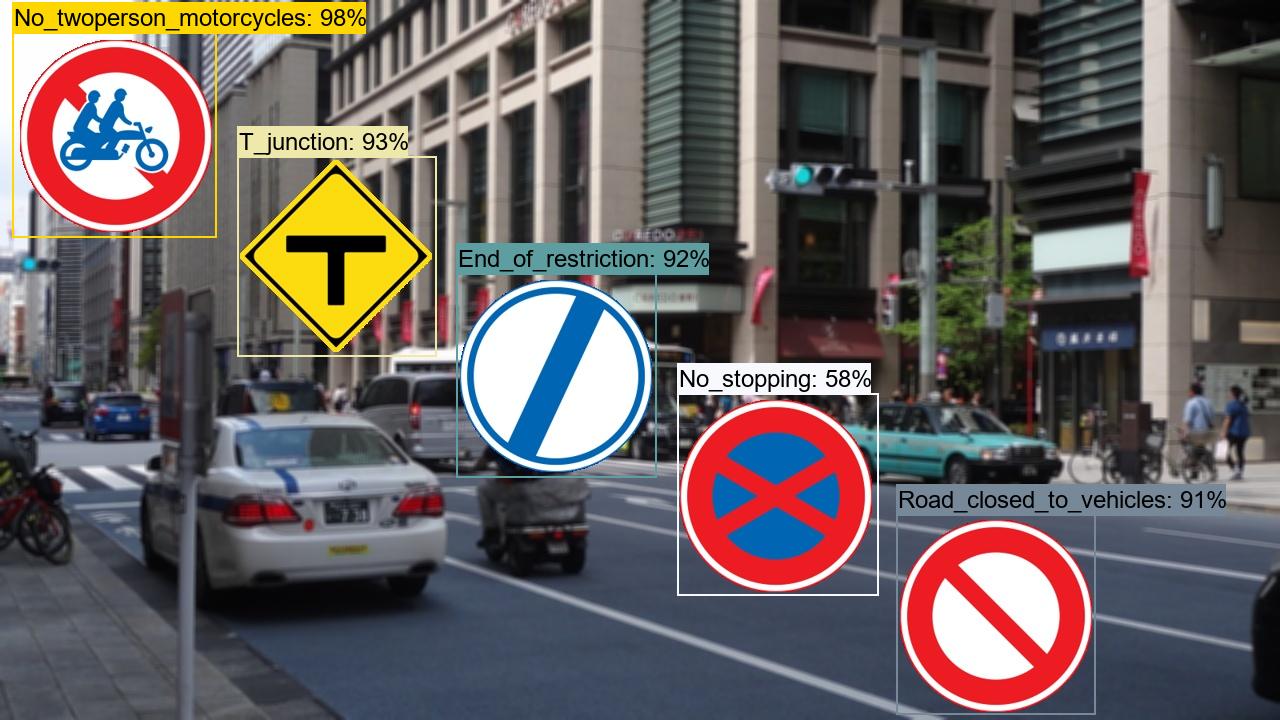 No_twoperson_motorcycles: 98%
T_junction: 93%
End_of_restriction: 92%
No_stopping: 58%
Road_closed_to_vehicles: 91%